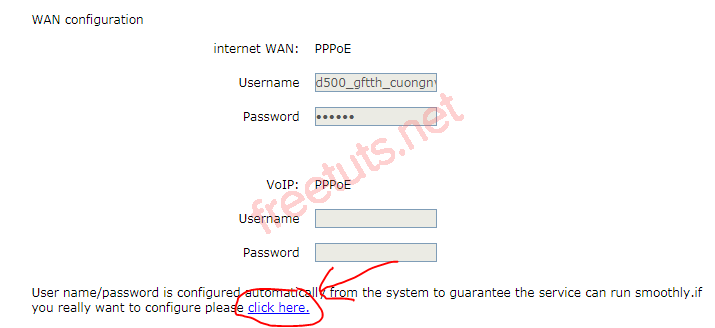 WAN configuration
internet WAN: PPPoE
Username d500_gftth_cuongn
Password ••••••
freetuts.net
VoIP: PPPoE
Username
Password
User name/password is configured automatically from the system to guarantee the service can run smoothly.if
you really want to configure please click here.